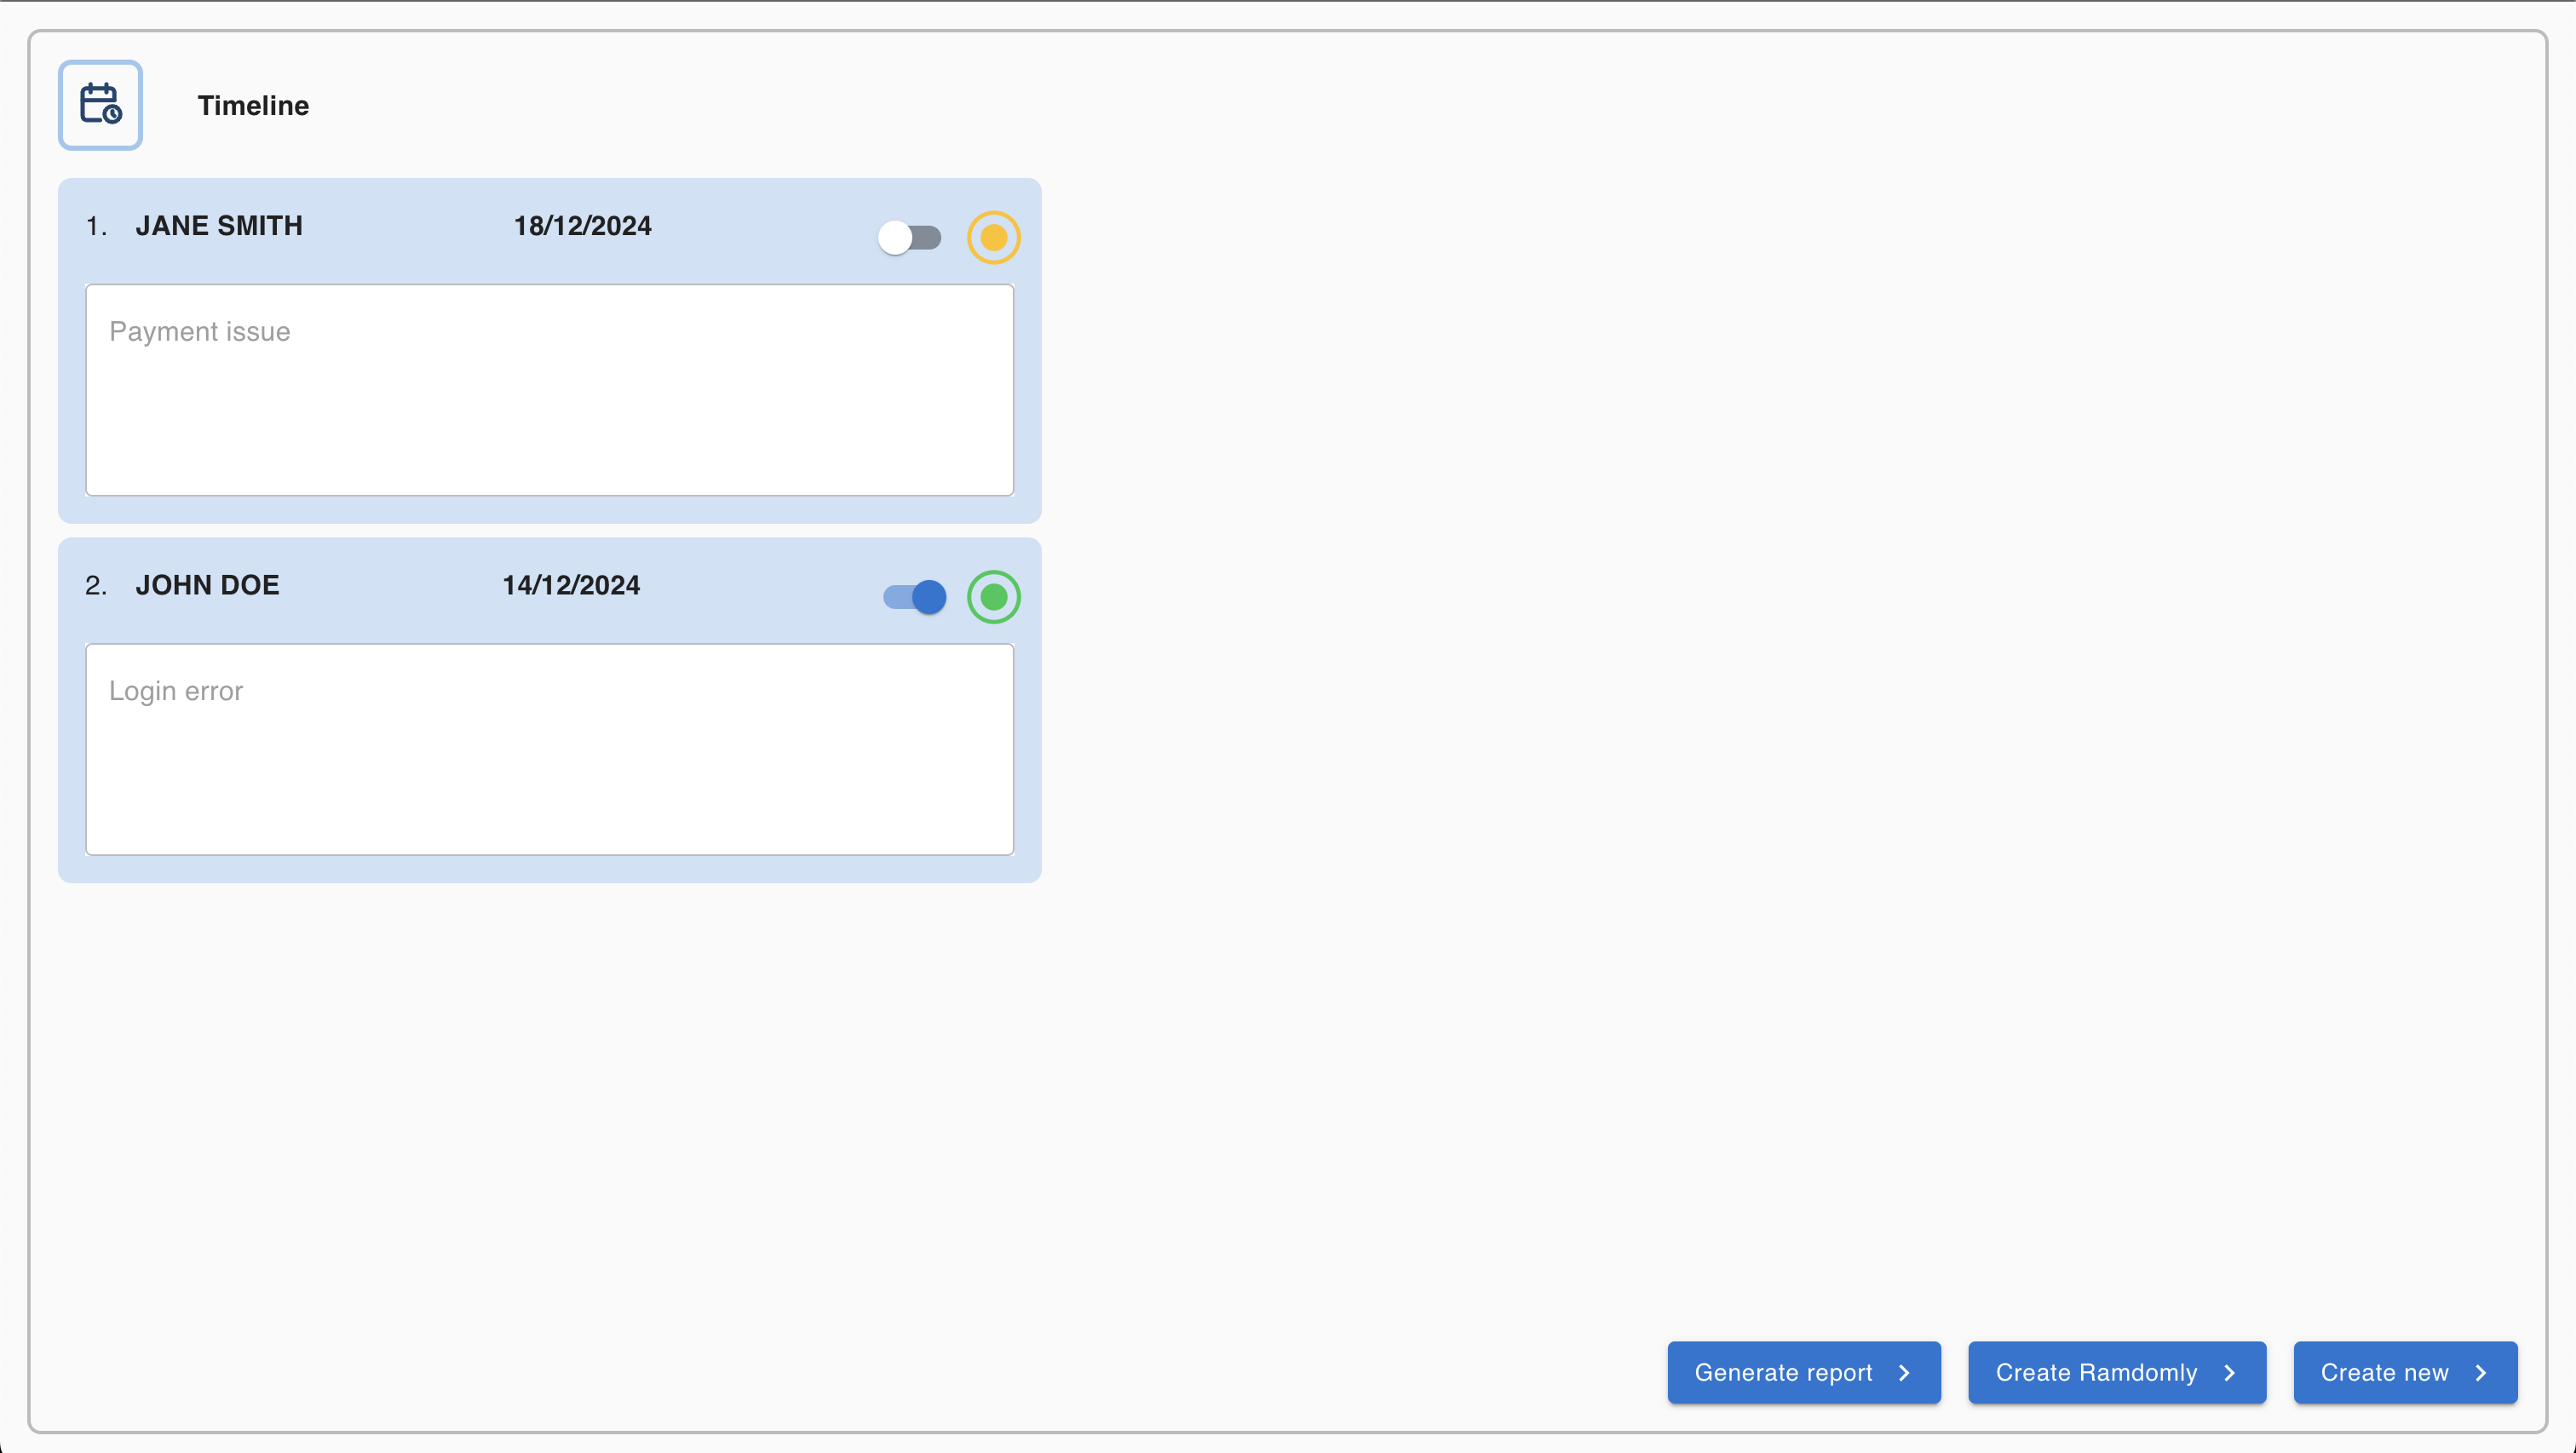 Timeline
1. JANE SMITH 18/12/2024
Payment issue
2. JOHN DOE 14/12/2024
Login error
Generate report Create Ramdomly Create new